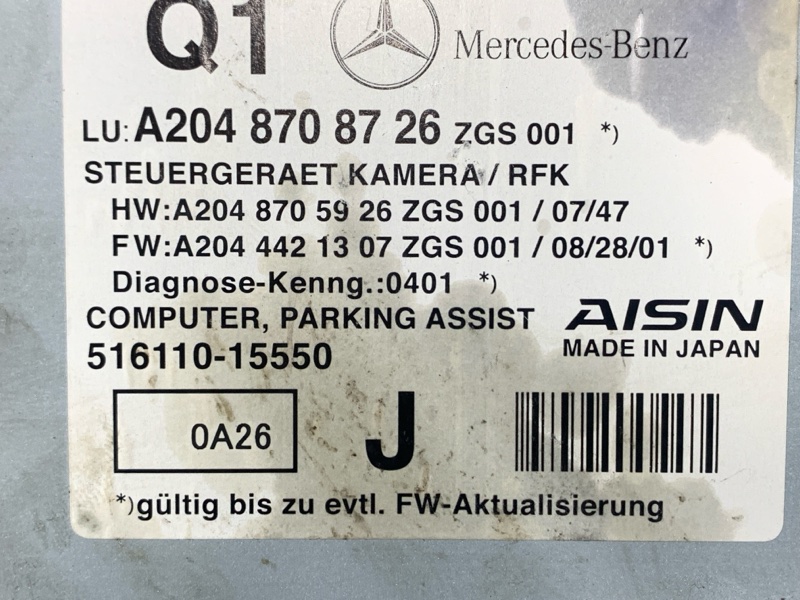 Q1 Mercedes-Benz
LU: A204 870 87 26 ZGS 001 *)
STEUERGERAET KAMERA / RFK
HW:A204 870 59 26 ZGS 001 / 07/47
FW:A204 442 13 07 ZGS 001 / 08/28/01 *)
Diagnose-Kenng.:0401 *)
COMPUTER, PARKING ASSIST
AISIN
516110-15550
MADE IN JAPAN
0A26 J
*)gültig bis zu evtl. FW-Aktualisierung